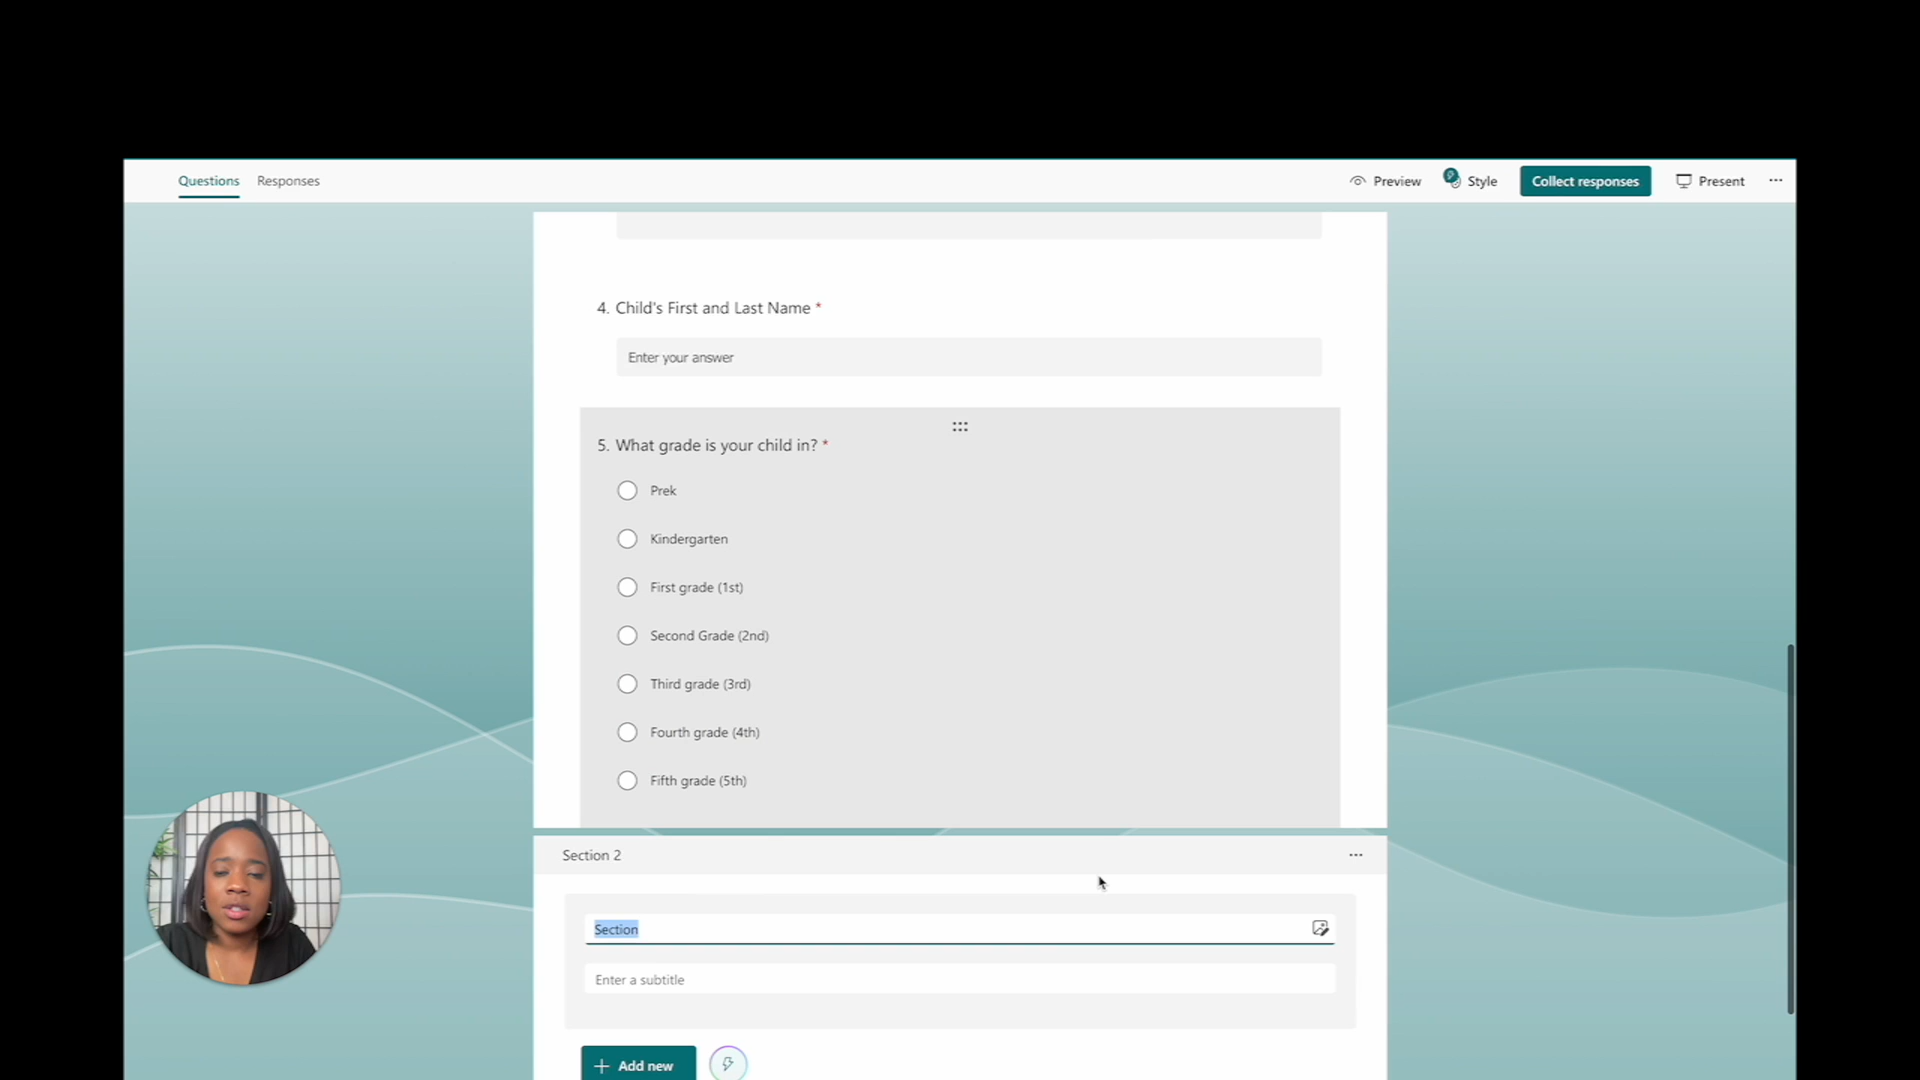 Questions Responses Preview Style Collect responses Present
4. Child's First and Last Name *
Enter your answer
5. What grade is your child in? *
Prek
Kindergarten
First grade (1st)
Second Grade (2nd)
Third grade (3rd)
Fourth grade (4th)
Fifth grade (5th)
Section 2
Section
Enter a subtitle
+ Add new